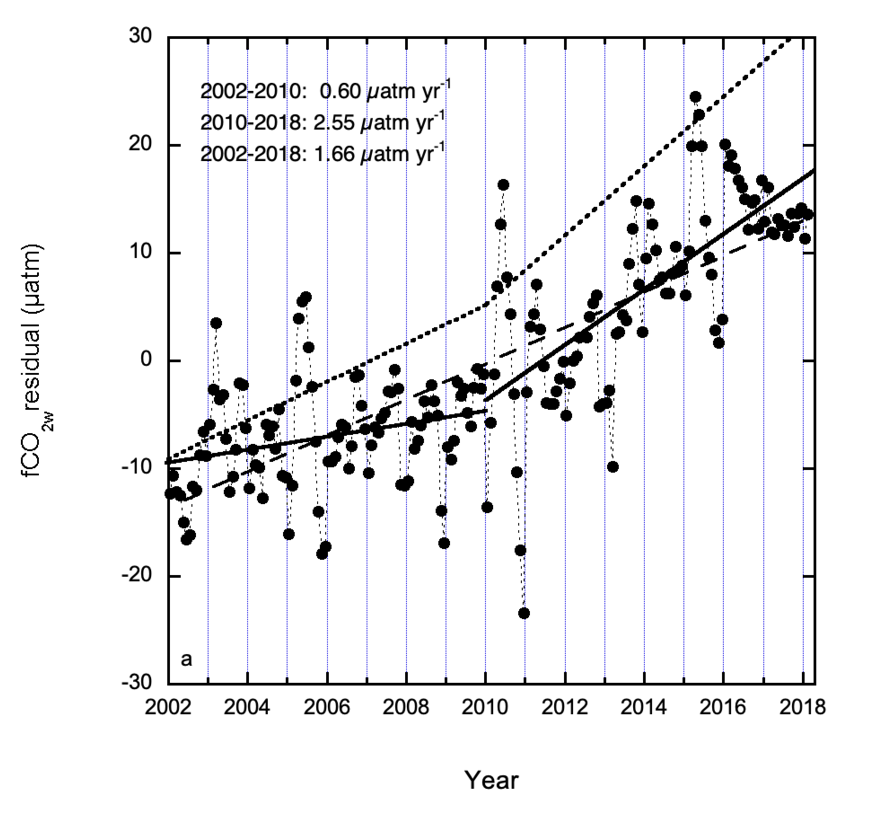 30
20
10
0
-10
-20
-30
fCO2w residual (µatm)
2002-2010: 0.60 µatm yr-1
2010-2018: 2.55 µatm yr-1
2002-2018: 1.66 µatm yr-1
a
2002 2004 2006 2008 2010 2012 2014 2016 2018
Year